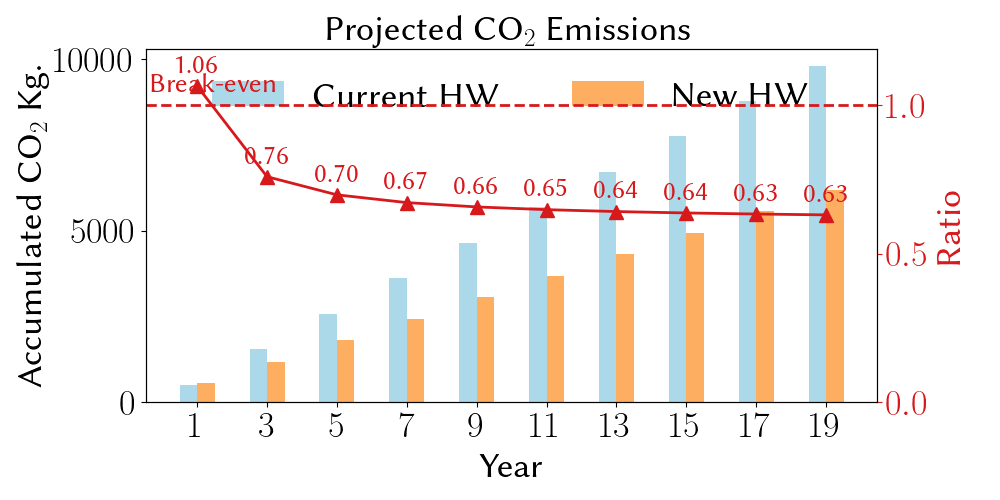 Projected CO₂ Emissions
Accumulated CO₂ Kg.
10000
5000
0
Break-even
Current HW
New HW
1.06
0.76
0.70
0.67
0.66
0.65
0.64
0.64
0.63
0.63
1.0
0.5
0.0
Ratio
1 3 5 7 9 11 13 15 17 19
Year